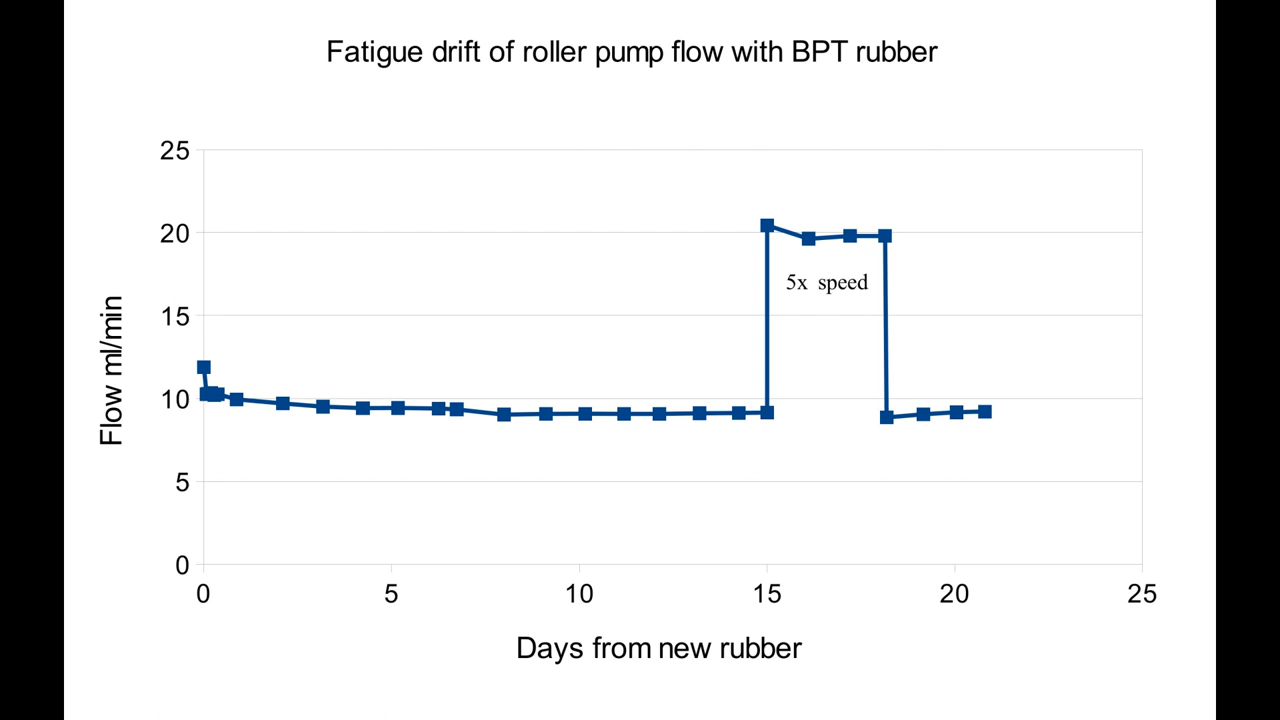 Fatigue drift of roller pump flow with BPT rubber
25
20
15
10
5
0
Flow ml/min
5x speed
0 5 10 15 20 25
Days from new rubber